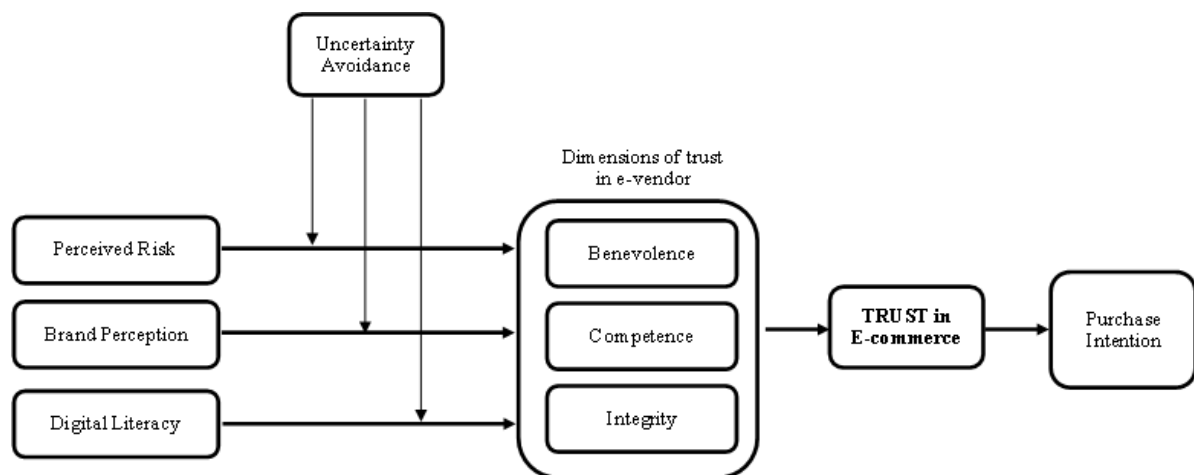 Uncertainty
Avoidance
Dimensions of trust
in e-vendor
Perceived Risk
Benevolence
Brand Perception
Competence
TRUST in
E-commerce
Purchase
Intention
Digital Literacy
Integrity